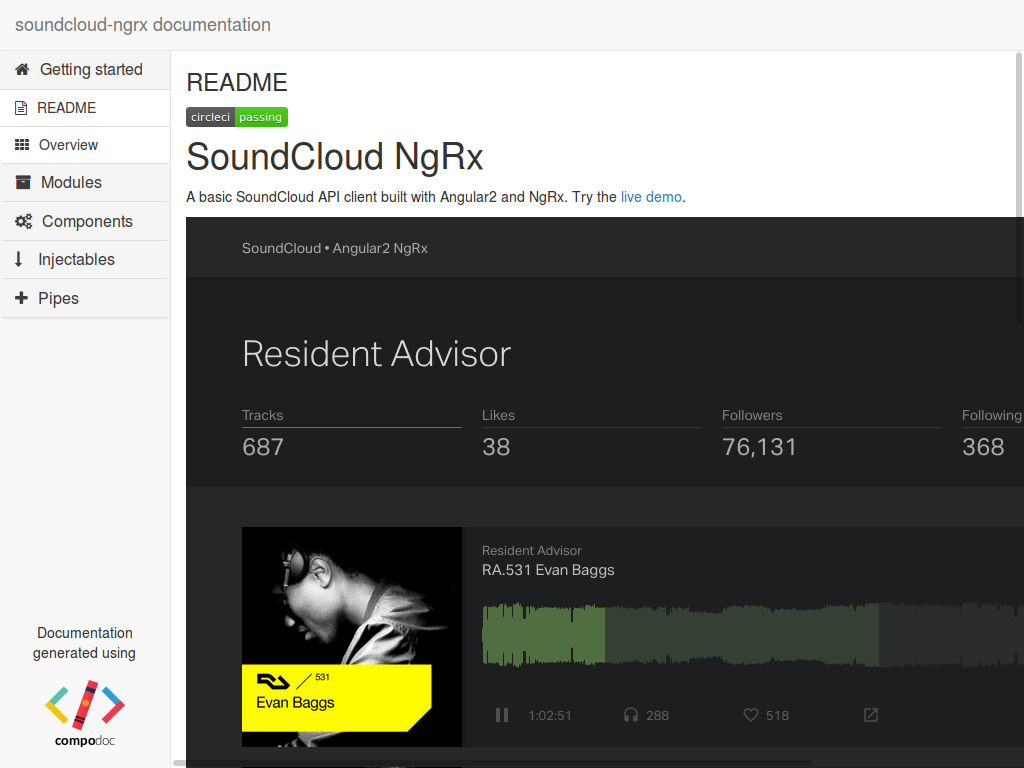 soundcloud-ngrx documentation
Getting started
README
Overview
Modules
Components
Injectables
Pipes
Documentation
generated using
compodoc
README
circleci passing
SoundCloud NgRx
A basic SoundCloud API client built with Angular2 and NgRx. Try the live demo.
SoundCloud • Angular2 NgRx
Resident Advisor
Tracks Likes Followers Following
687 38 76,131 368
RA 531
Evan Baggs
Resident Advisor
RA.531 Evan Baggs
1:02:51 288 518